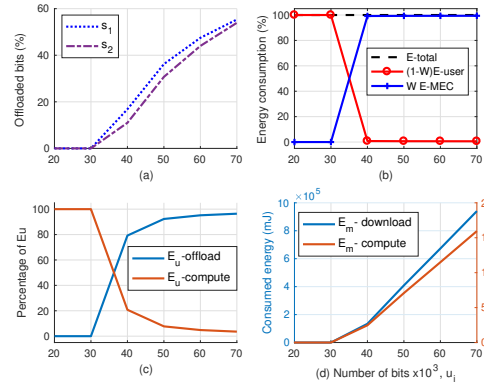 60
40
20
0
Offloaded bits (%)
s1
s2
20 30 40 50 60 70
(a)
100
80
60
40
20
0
Energy consumption (%)
E-total
(1-W)E-user
W E-MEC
20 30 40 50 60 70
(b)
100
80
60
40
20
0
Percentage of Eu
Eu-offload
Eu-compute
20 30 40 50 60 70
(c)
×10^5
10
8
6
4
2
0
Consumed energy (mJ)
Em- download
Em- compute
20 30 40 50 60 70
(d) Number of bits x10^3, ui